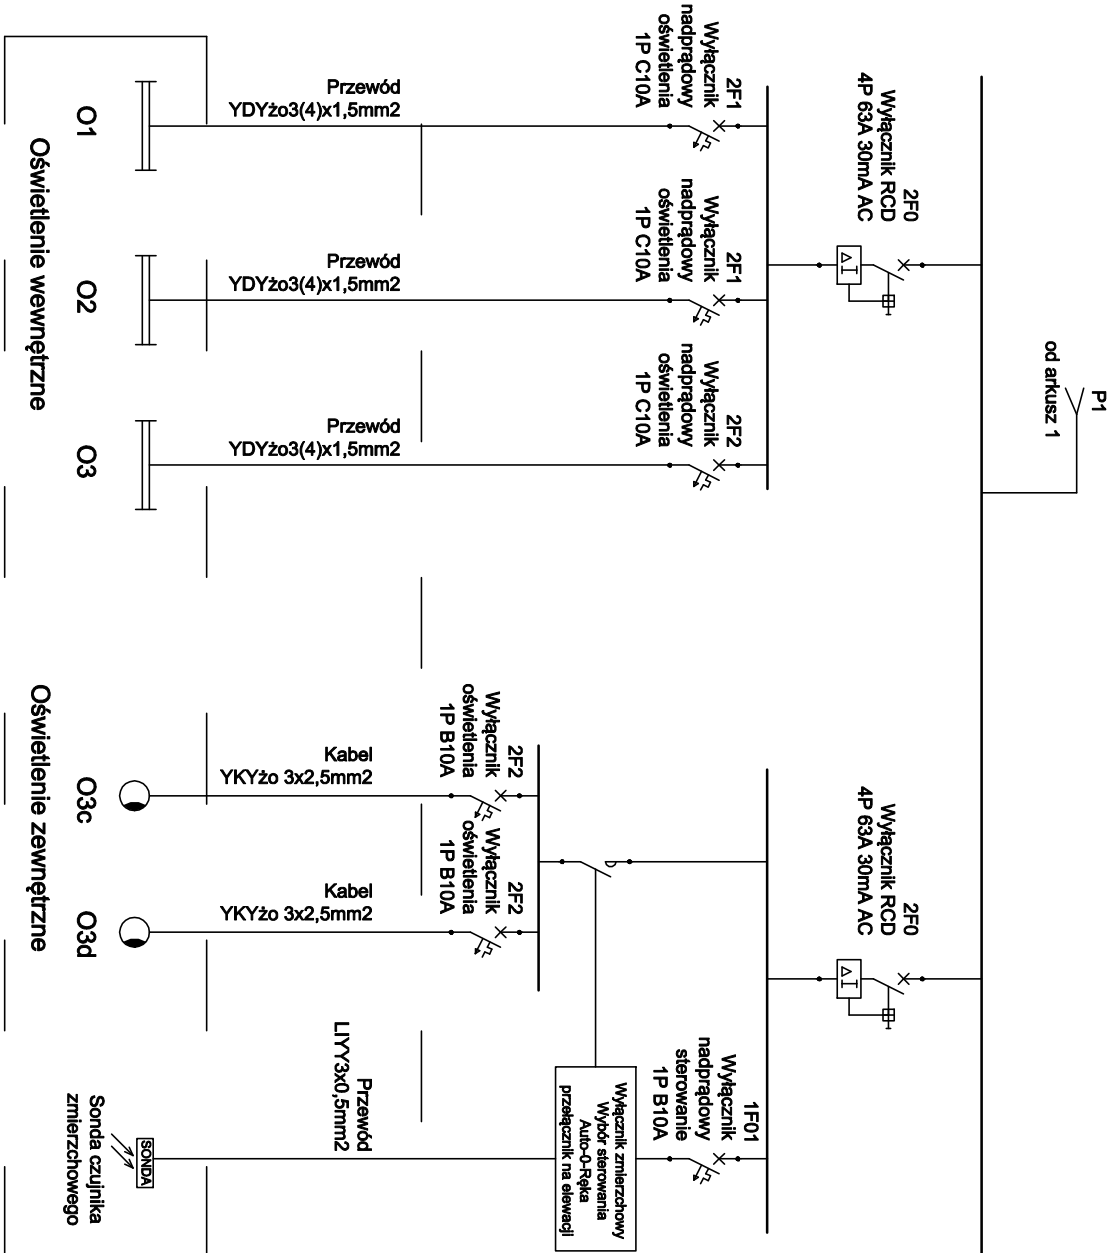 P1
od arkusz 1
2F0
Wyłącznik RCD
4P 63A 30mA AC
2F0
Wyłącznik RCD
4P 63A 30mA AC
2F1
Wyłącznik
nadprądowy
oświetlenia
1P C10A
2F1
Wyłącznik
nadprądowy
oświetlenia
1P C10A
2F2
Wyłącznik
nadprądowy
oświetlenia
1P C10A
1F01
Wyłącznik
nadprądowy
sterowanie
1P B10A
Wyłącznik zmierzchowy
Wybór sterowania
Auto-0-Ręka
przełącznik na elewacji
2F2
Wyłącznik
oświetlenia
1P B10A
2F2
Wyłącznik
oświetlenia
1P B10A
Przewód
YDYżo3(4)x1,5mm2
Przewód
YDYżo3(4)x1,5mm2
Przewód
YDYżo3(4)x1,5mm2
Kabel
YKYżo 3x2,5mm2
Kabel
YKYżo 3x2,5mm2
Przewód
LIYY3x0,5mm2
SONDA
Sonda czujnika
zmierzchowego
O1
O2
O3
O3c
O3d
Oświetlenie wewnętrzne
Oświetlenie zewnętrzne